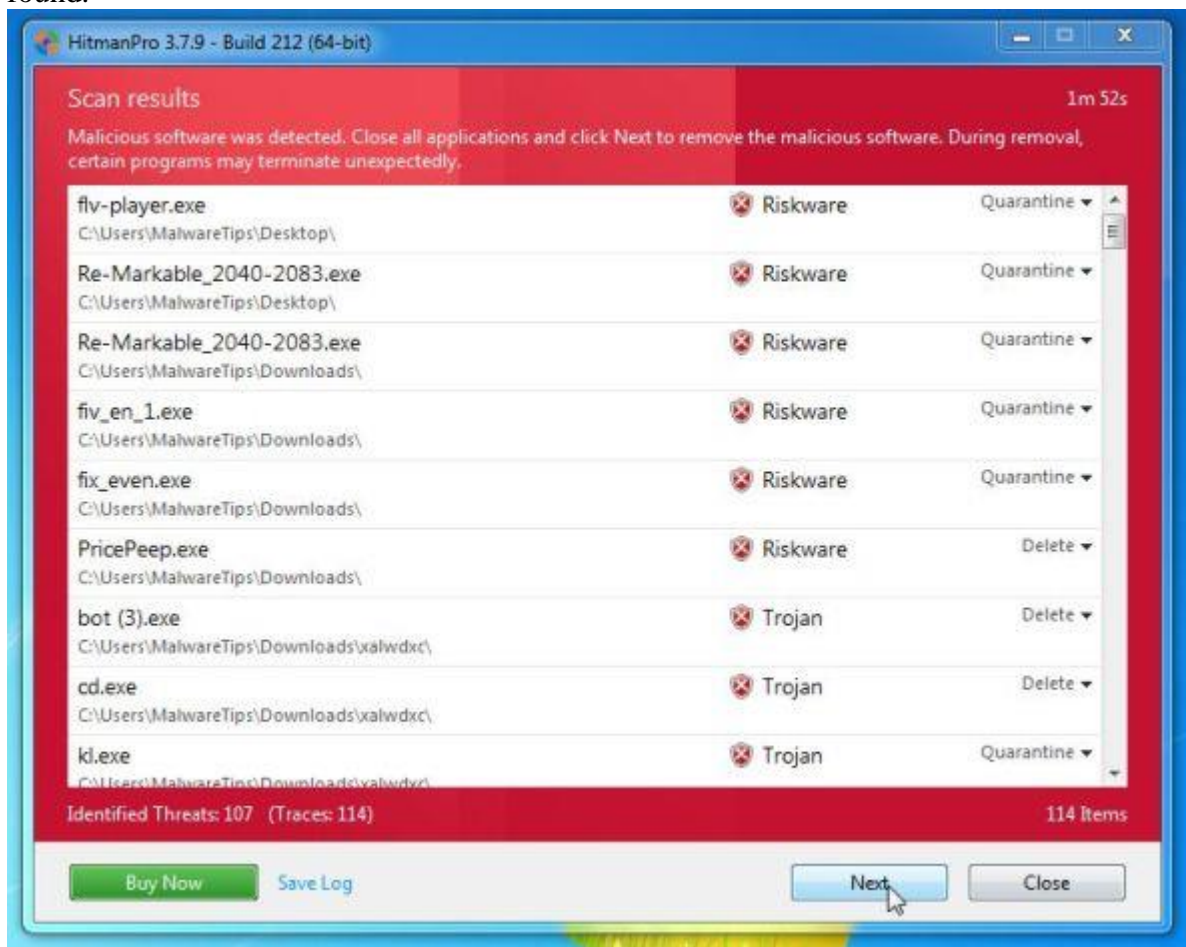 found.
HitmanPro 3.7.9 - Build 212 (64-bit)
Scan results 1m 52s
Malicious software was detected. Close all applications and click Next to remove the malicious software. During removal,
certain programs may terminate unexpectedly.
flv-player.exe Riskware Quarantine
C:\Users\MalwareTips\Desktop\
Re-Markable_2040-2083.exe Riskware Quarantine
C:\Users\MalwareTips\Desktop\
Re-Markable_2040-2083.exe Riskware Quarantine
C:\Users\MalwareTips\Downloads\
fiv_en_1.exe Riskware Quarantine
C:\Users\MalwareTips\Downloads\
fix_even.exe Riskware Quarantine
C:\Users\MalwareTips\Downloads\
PricePeep.exe Riskware Delete
C:\Users\MalwareTips\Downloads\
bot (3).exe Trojan Delete
C:\Users\MalwareTips\Downloads\xalwdxc\
cd.exe Trojan Delete
C:\Users\MalwareTips\Downloads\xalwdxc\
kl.exe Trojan Quarantine
C:\Users\MalwareTips\Downloads\xalwdxc\
Identified Threats: 107 (Traces: 114) 114 Items
Buy Now Save Log Next Close